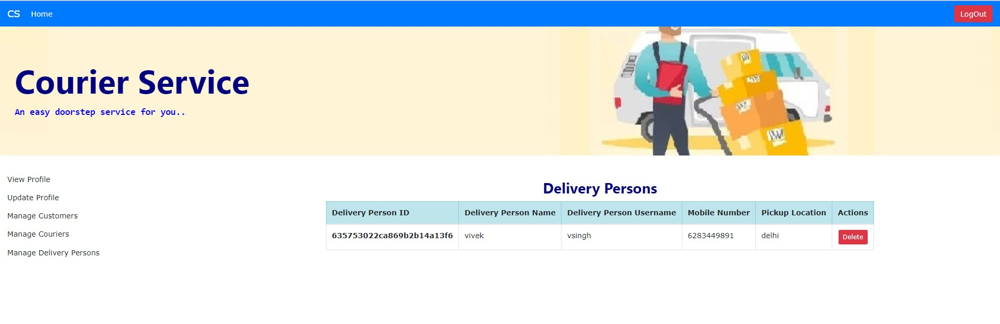 CS Home LogOut
Courier Service
An easy doorstep service for you..
View Profile
Update Profile
Manage Customers
Manage Couriers
Manage Delivery Persons
Delivery Persons
Delivery Person ID Delivery Person Name Delivery Person Username Mobile Number Pickup Location Actions
635753022ca869b2b14a13f6 vivek vsingh 6283449891 delhi Delete